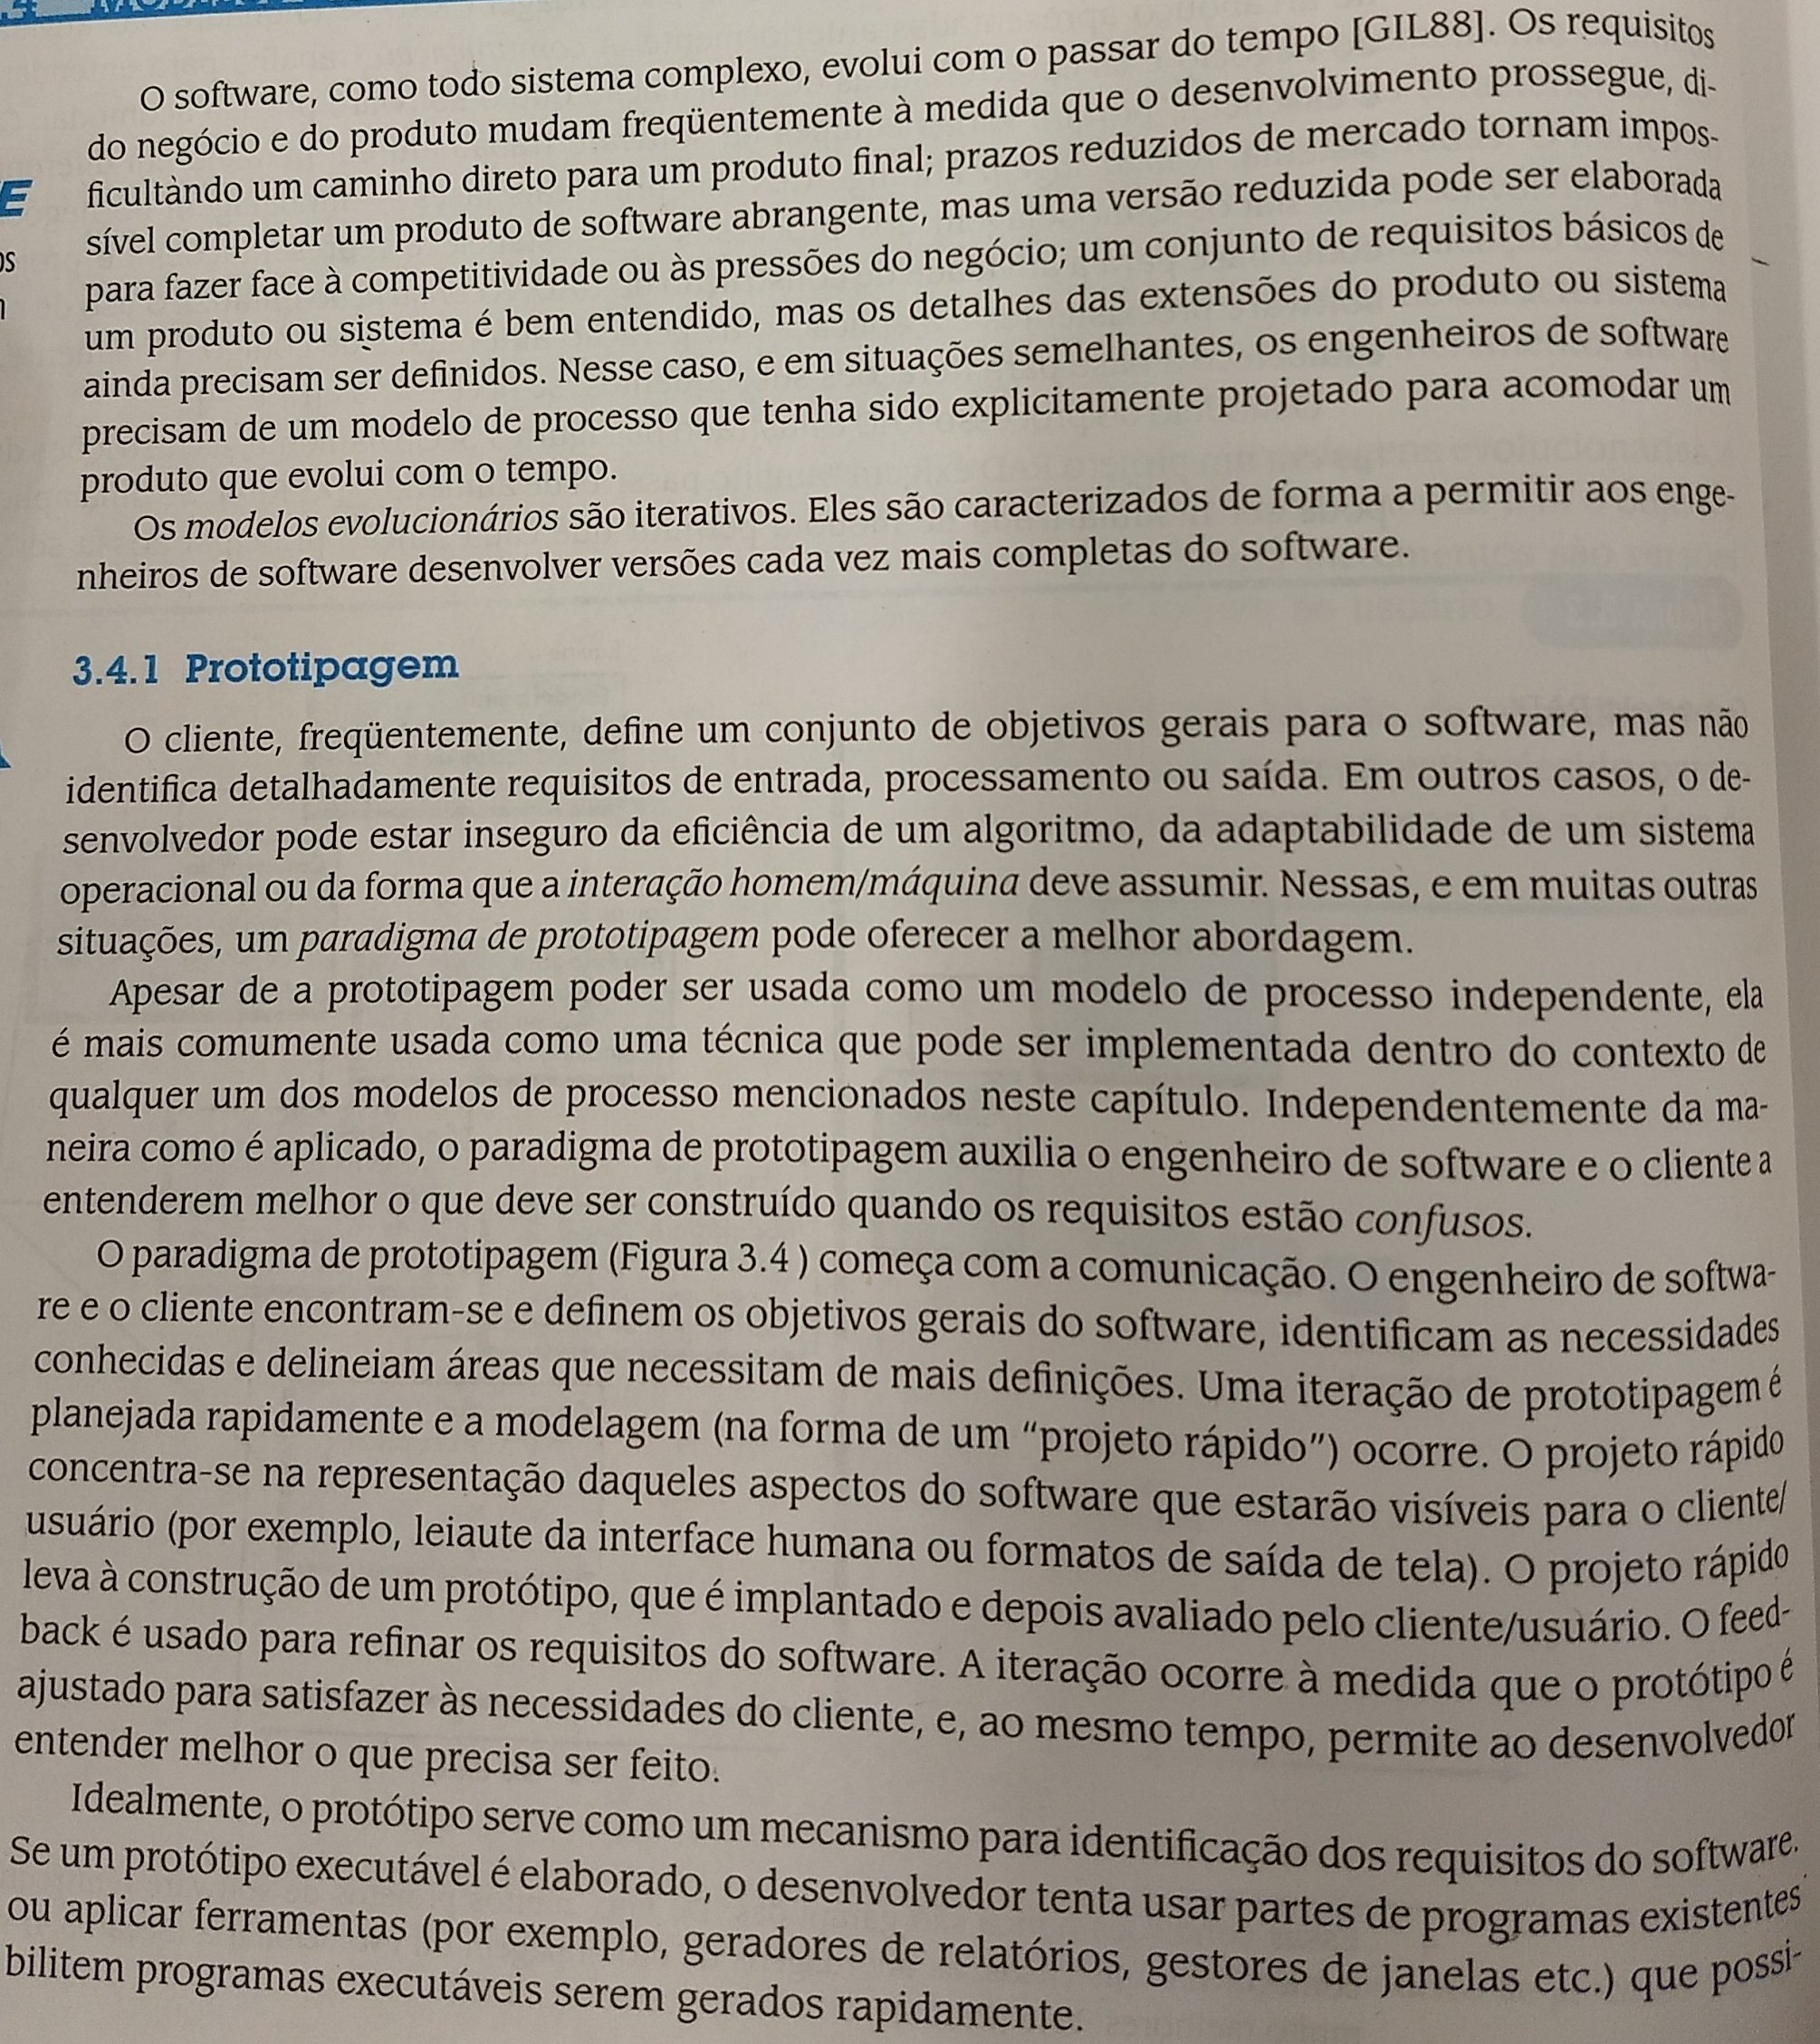 O software, como todo sistema complexo, evolui com o passar do tempo [GIL88]. Os requisitos
do negócio e do produto mudam freqüentemente à medida que o desenvolvimento prossegue, di-
ficultàndo um caminho direto para um produto final; prazos reduzidos de mercado tornam impos-
sível completar um produto de software abrangente, mas uma versão reduzida pode ser elaborada
para fazer face à competitividade ou às pressões do negócio; um conjunto de requisitos básicos de
um produto ou sistema é bem entendido, mas os detalhes das extensões do produto ou sistema
ainda precisam ser definidos. Nesse caso, e em situações semelhantes, os engenheiros de software
precisam de um modelo de processo que tenha sido explicitamente projetado para acomodar um
produto que evolui com o tempo.
Os modelos evolucionários são iterativos. Eles são caracterizados de forma a permitir aos enge-
nheiros de software desenvolver versões cada vez mais completas do software.
3.4.1 Prototipagem
O cliente, freqüentemente, define um conjunto de objetivos gerais para o software, mas não
identifica detalhadamente requisitos de entrada, processamento ou saída. Em outros casos, o de-
senvolvedor pode estar inseguro da eficiência de um algoritmo, da adaptabilidade de um sistema
operacional ou da forma que a interação homem/máquina deve assumir. Nessas, e em muitas outras
situações, um paradigma de prototipagem pode oferecer a melhor abordagem.
Apesar de a prototipagem poder ser usada como um modelo de processo independente, ela
é mais comumente usada como uma técnica que pode ser implementada dentro do contexto de
qualquer um dos modelos de processo mencionados neste capítulo. Independentemente da ma-
neira como é aplicado, o paradigma de prototipagem auxilia o engenheiro de software e o cliente a
entenderem melhor o que deve ser construído quando os requisitos estão confusos.
O paradigma de prototipagem (Figura 3.4 ) começa com a comunicação. O engenheiro de softwa-
re e o cliente encontram-se e definem os objetivos gerais do software, identificam as necessidades
conhecidas e delineiam áreas que necessitam de mais definições. Uma iteração de prototipagem é
planejada rapidamente e a modelagem (na forma de um “projeto rápido”) ocorre. O projeto rápido
concentra-se na representação daqueles aspectos do software que estarão visíveis para o cliente/
usuário (por exemplo, leiaute da interface humana ou formatos de saída de tela). O projeto rápido
leva à construção de um protótipo, que é implantado e depois avaliado pelo cliente/usuário. O feed-
back é usado para refinar os requisitos do software. A iteração ocorre à medida que o protótipo é
ajustado para satisfazer às necessidades do cliente, e, ao mesmo tempo, permite ao desenvolvedor
entender melhor o que precisa ser feito.
Idealmente, o protótipo serve como um mecanismo para identificação dos requisitos do software.
Se um protótipo executável é elaborado, o desenvolvedor tenta usar partes de programas existentes
ou aplicar ferramentas (por exemplo, geradores de relatórios, gestores de janelas etc.) que possi-
bilitem programas executáveis serem gerados rapidamente.